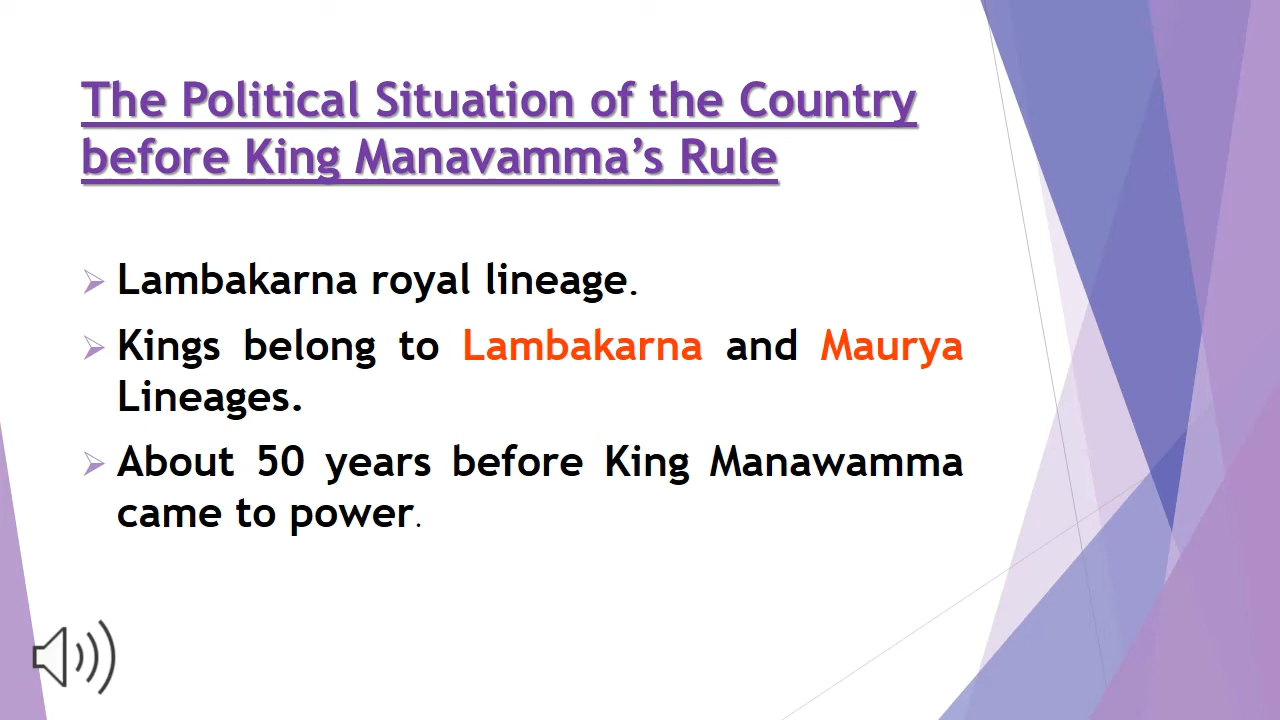 The Political Situation of the Country
before King Manavamma’s Rule
Lambakarna royal lineage.
Kings belong to Lambakarna and Maurya
Lineages.
About 50 years before King Manawamma
came to power.